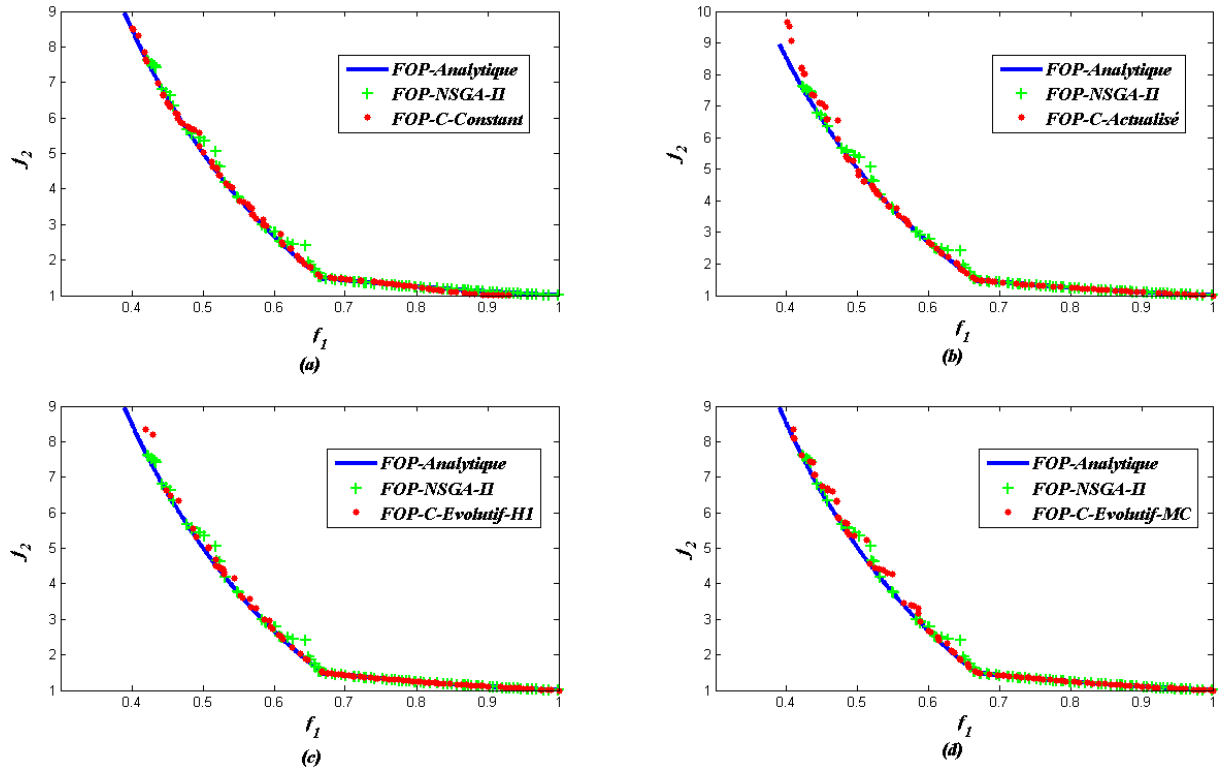 9
8
7
6
5
4
3
2
1
f2
FOP-Analytique
FOP-NSGA-II
FOP-C-Constant
0.4 0.5 0.6 0.7 0.8 0.9 1
f1
(a)
10
9
8
7
6
5
4
3
2
1
f2
FOP-Analytique
FOP-NSGA-II
FOP-C-Actualisé
0.4 0.5 0.6 0.7 0.8 0.9 1
f1
(b)
9
8
7
6
5
4
3
2
1
f2
FOP-Analytique
FOP-NSGA-II
FOP-C-Evolutif-H1
0.4 0.5 0.6 0.7 0.8 0.9 1
f1
(c)
9
8
7
6
5
4
3
2
1
f2
FOP-Analytique
FOP-NSGA-II
FOP-C-Evolutif-MC
0.4 0.5 0.6 0.7 0.8 0.9 1
f1
(d)